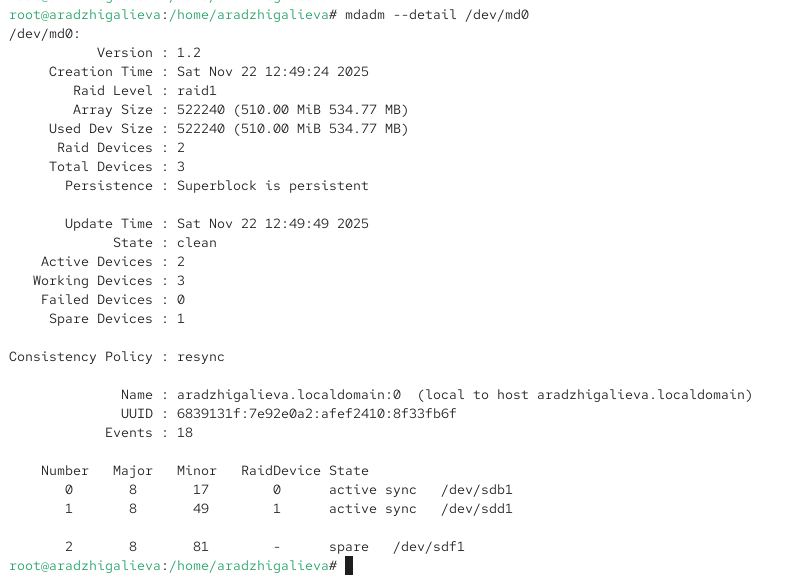 root@aradzhigalieva:/home/aradzhigalieva# mdadm --detail /dev/md0
/dev/md0:
Version : 1.2
Creation Time : Sat Nov 22 12:49:24 2025
Raid Level : raid1
Array Size : 522240 (510.00 MiB 534.77 MB)
Used Dev Size : 522240 (510.00 MiB 534.77 MB)
Raid Devices : 2
Total Devices : 3
Persistence : Superblock is persistent
Update Time : Sat Nov 22 12:49:49 2025
State : clean
Active Devices : 2
Working Devices : 3
Failed Devices : 0
Spare Devices : 1
Consistency Policy : resync
Name : aradzhigalieva.localdomain:0  (local to host aradzhigalieva.localdomain)
UUID : 6839131f:7e92e0a2:afef2410:8f33fb6f
Events : 18
Number   Major   Minor   RaidDevice State
0       8       17        0      active sync   /dev/sdb1
1       8       49        1      active sync   /dev/sdd1
2       8       81        -      spare   /dev/sdf1
root@aradzhigalieva:/home/aradzhigalieva#